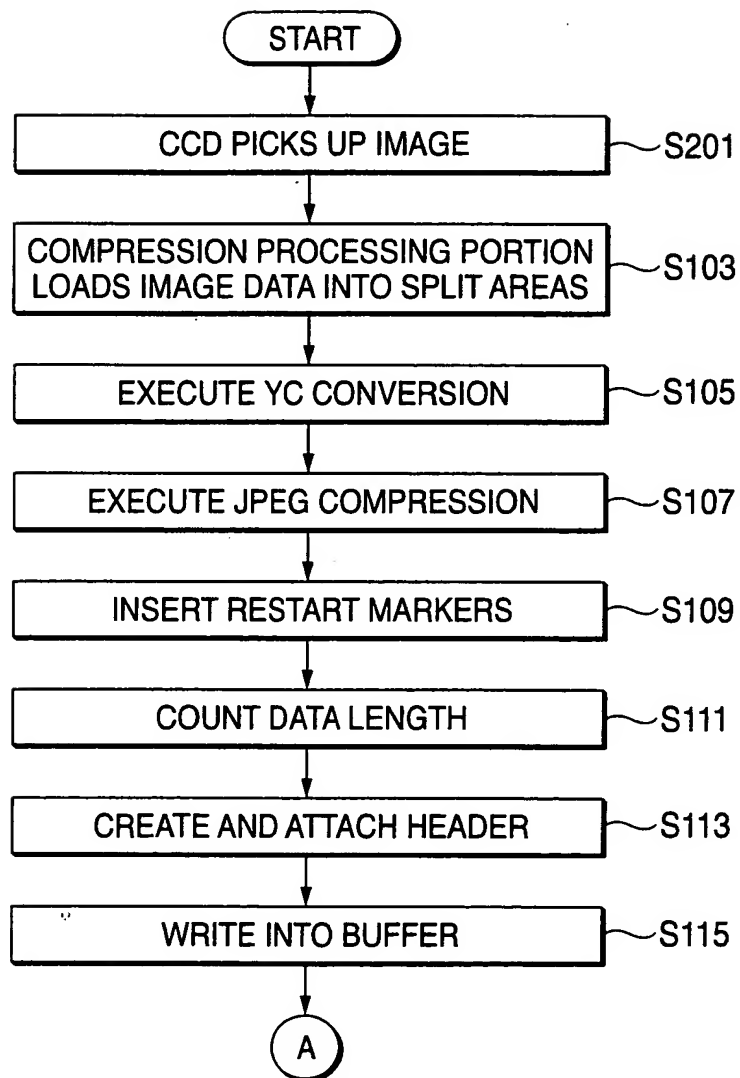 START
CCD PICKS UP IMAGE
S201
COMPRESSION PROCESSING PORTION
LOADS IMAGE DATA INTO SPLIT AREAS
S103
EXECUTE YC CONVERSION
S105
EXECUTE JPEG COMPRESSION
S107
INSERT RESTART MARKERS
S109
COUNT DATA LENGTH
S111
CREATE AND ATTACH HEADER
S113
WRITE INTO BUFFER
S115
A